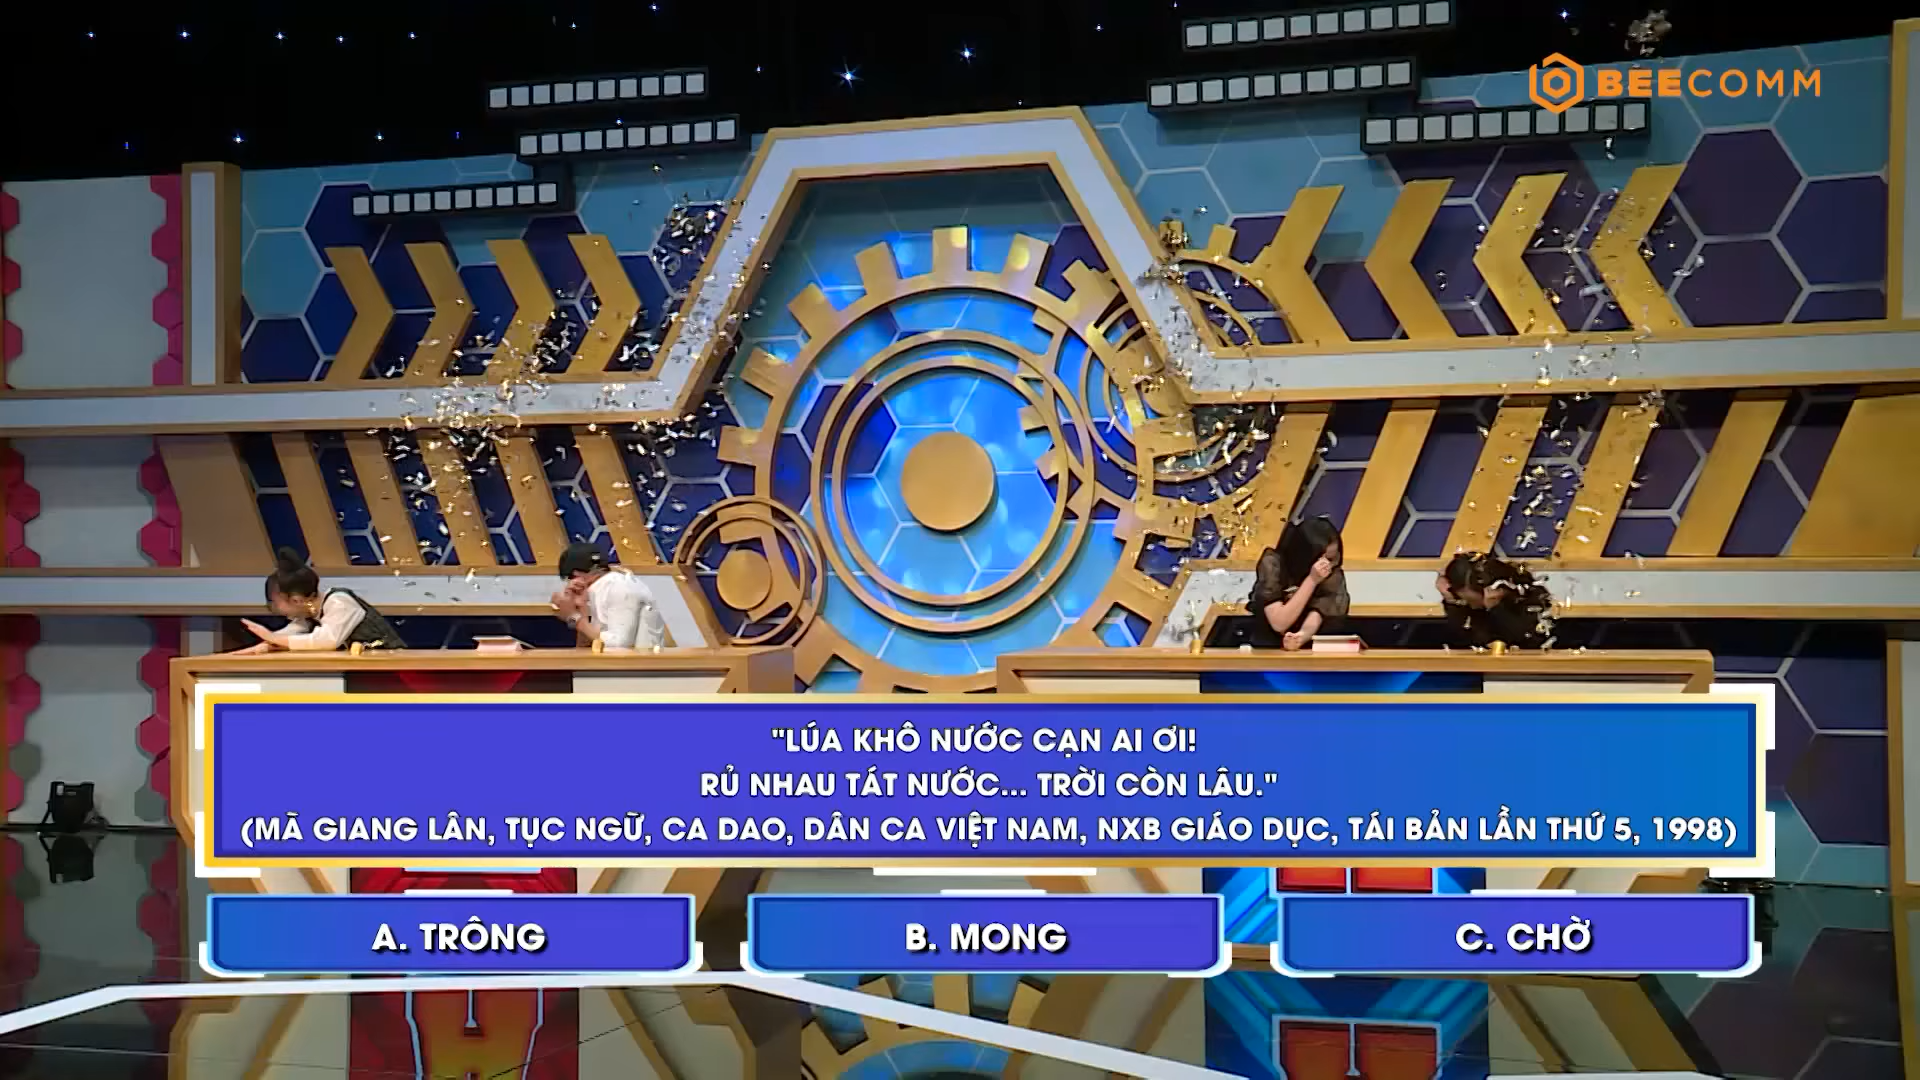 BEECOMM
"LÚA KHÔ NƯỚC CẠN AI ƠI!
RỦ NHAU TÁT NƯỚC... TRỜI CÒN LÂU."
(MÃ GIANG LÂN, TỤC NGỮ, CA DAO, DÂN CA VIỆT NAM, NXB GIÁO DỤC, TÁI BẢN LẦN THỨ 5, 1998)
A. TRÔNG
B. MONG
C. CHỜ